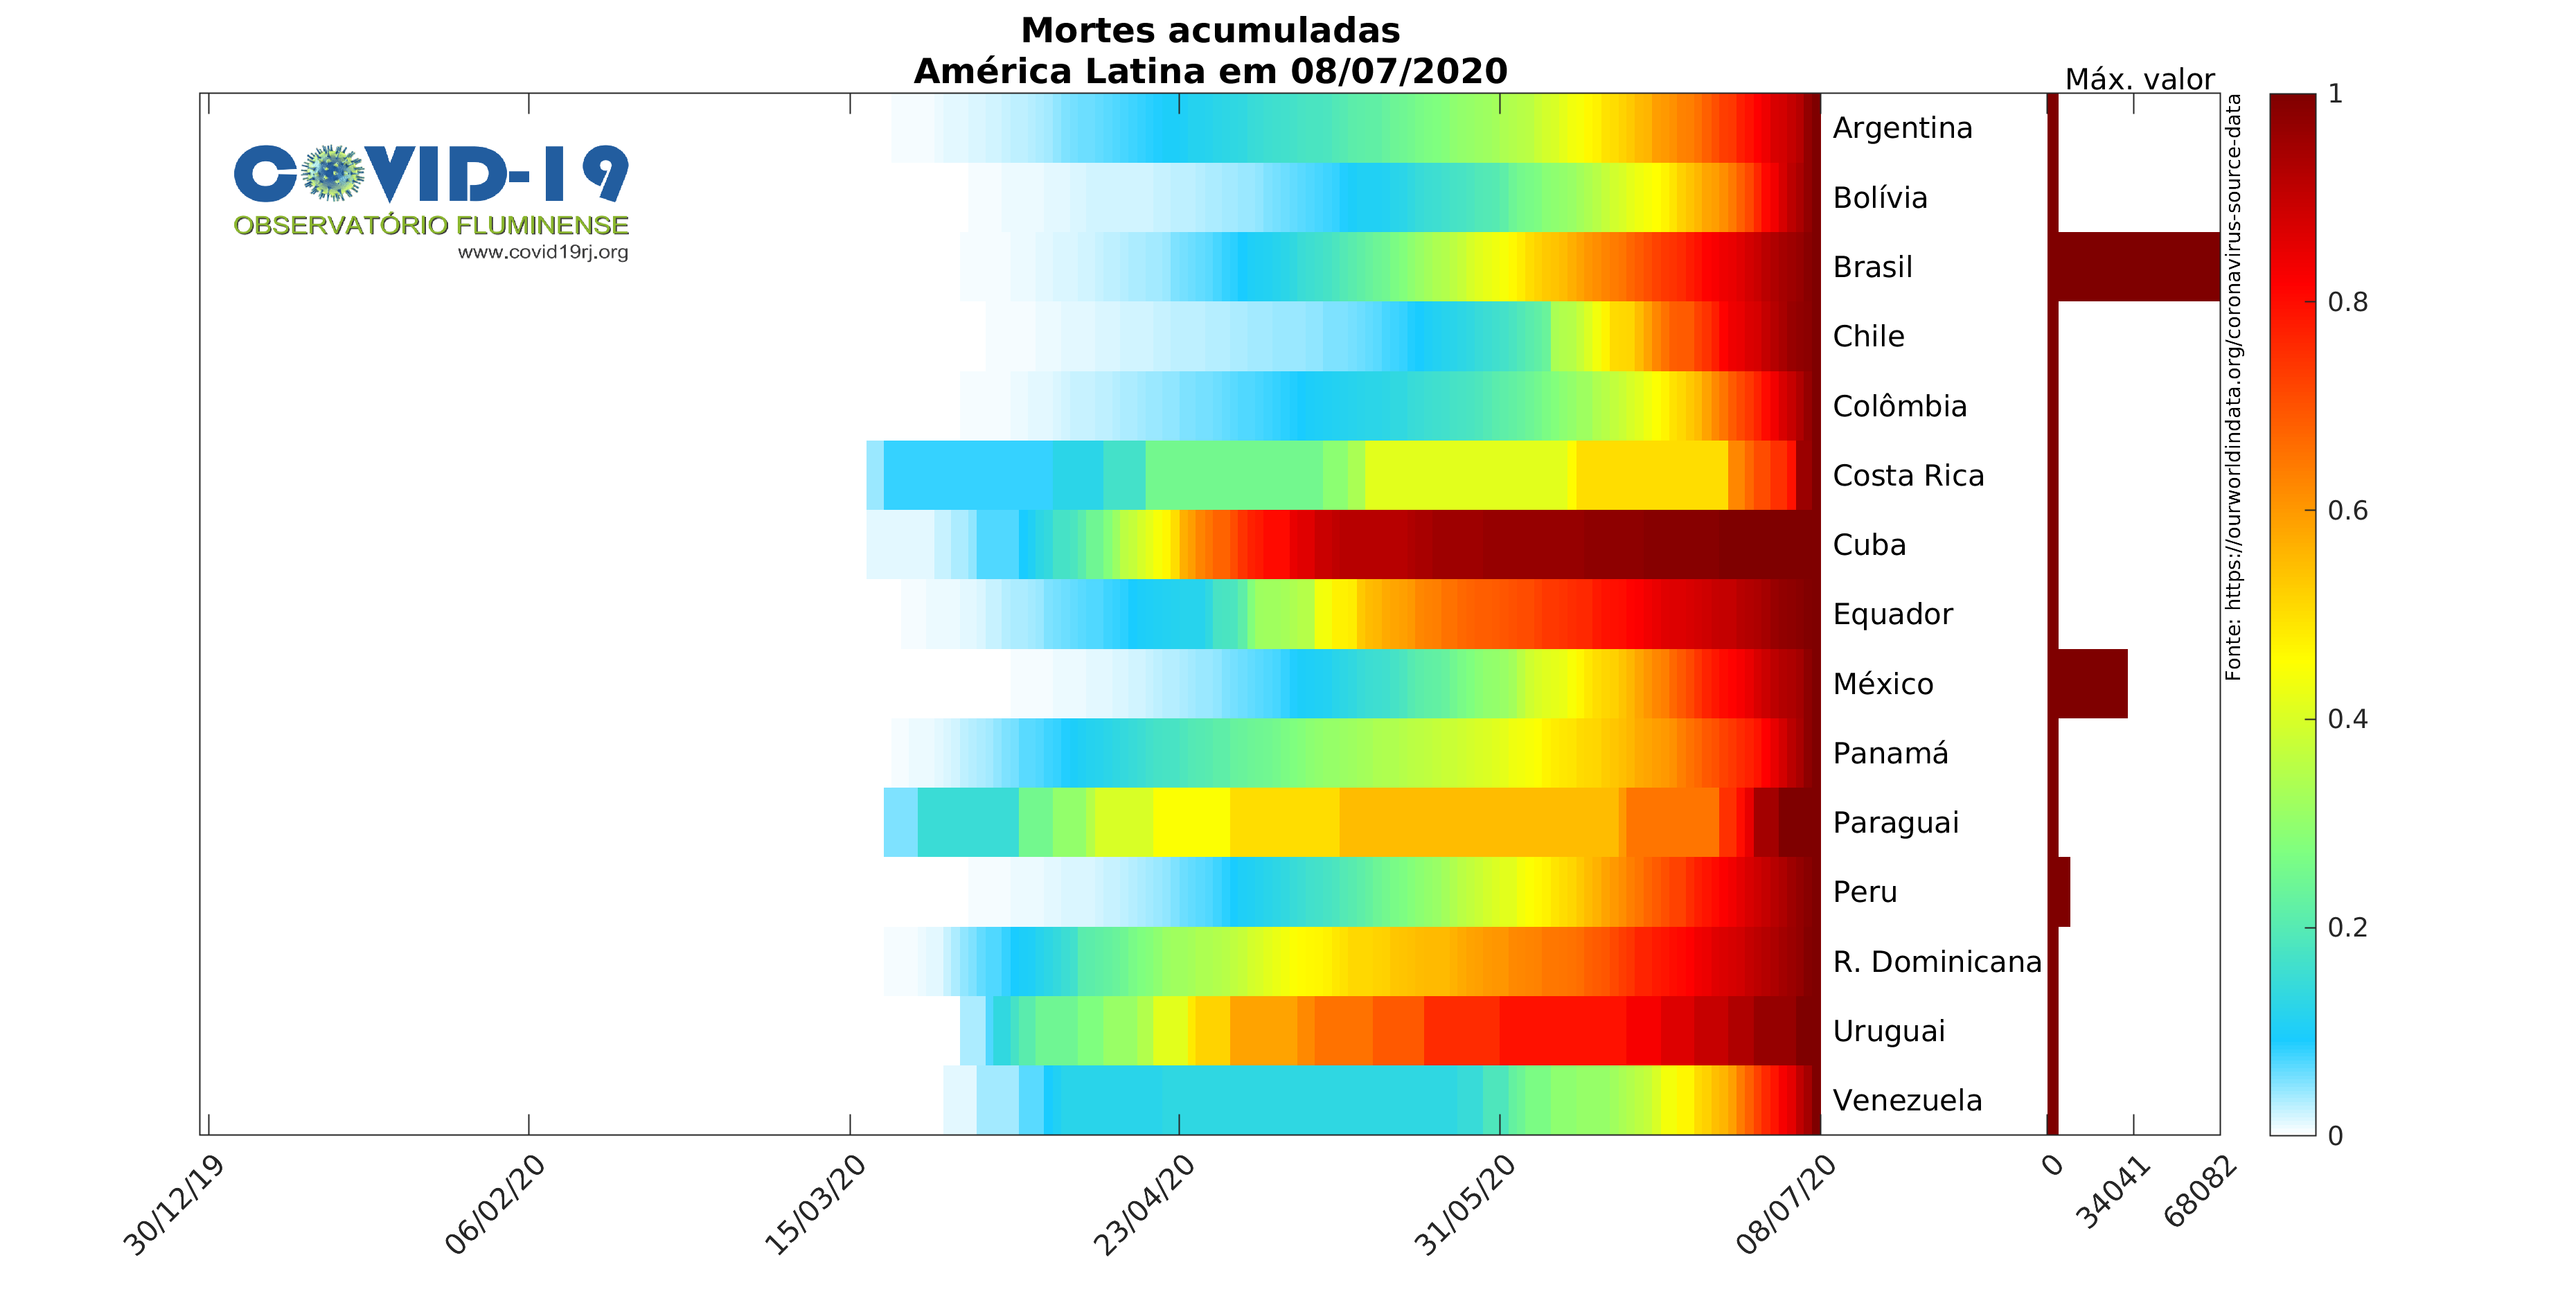 Mortes acumuladas
América Latina em 08/07/2020
Máx. valor
COVID-19
OBSERVATÓRIO FLUMINENSE
www.covid19rj.org
Argentina
Bolívia
Brasil
Chile
Colômbia
Costa Rica
Cuba
Equador
México
Panamá
Paraguai
Peru
R. Dominicana
Uruguai
Venezuela
Fonte: https://ourworldindata.org/coronavirus-source-data
1
0.8
0.6
0.4
0.2
0
30/12/19
06/02/20
15/03/20
23/04/20
31/05/20
08/07/20
0
34041
68082